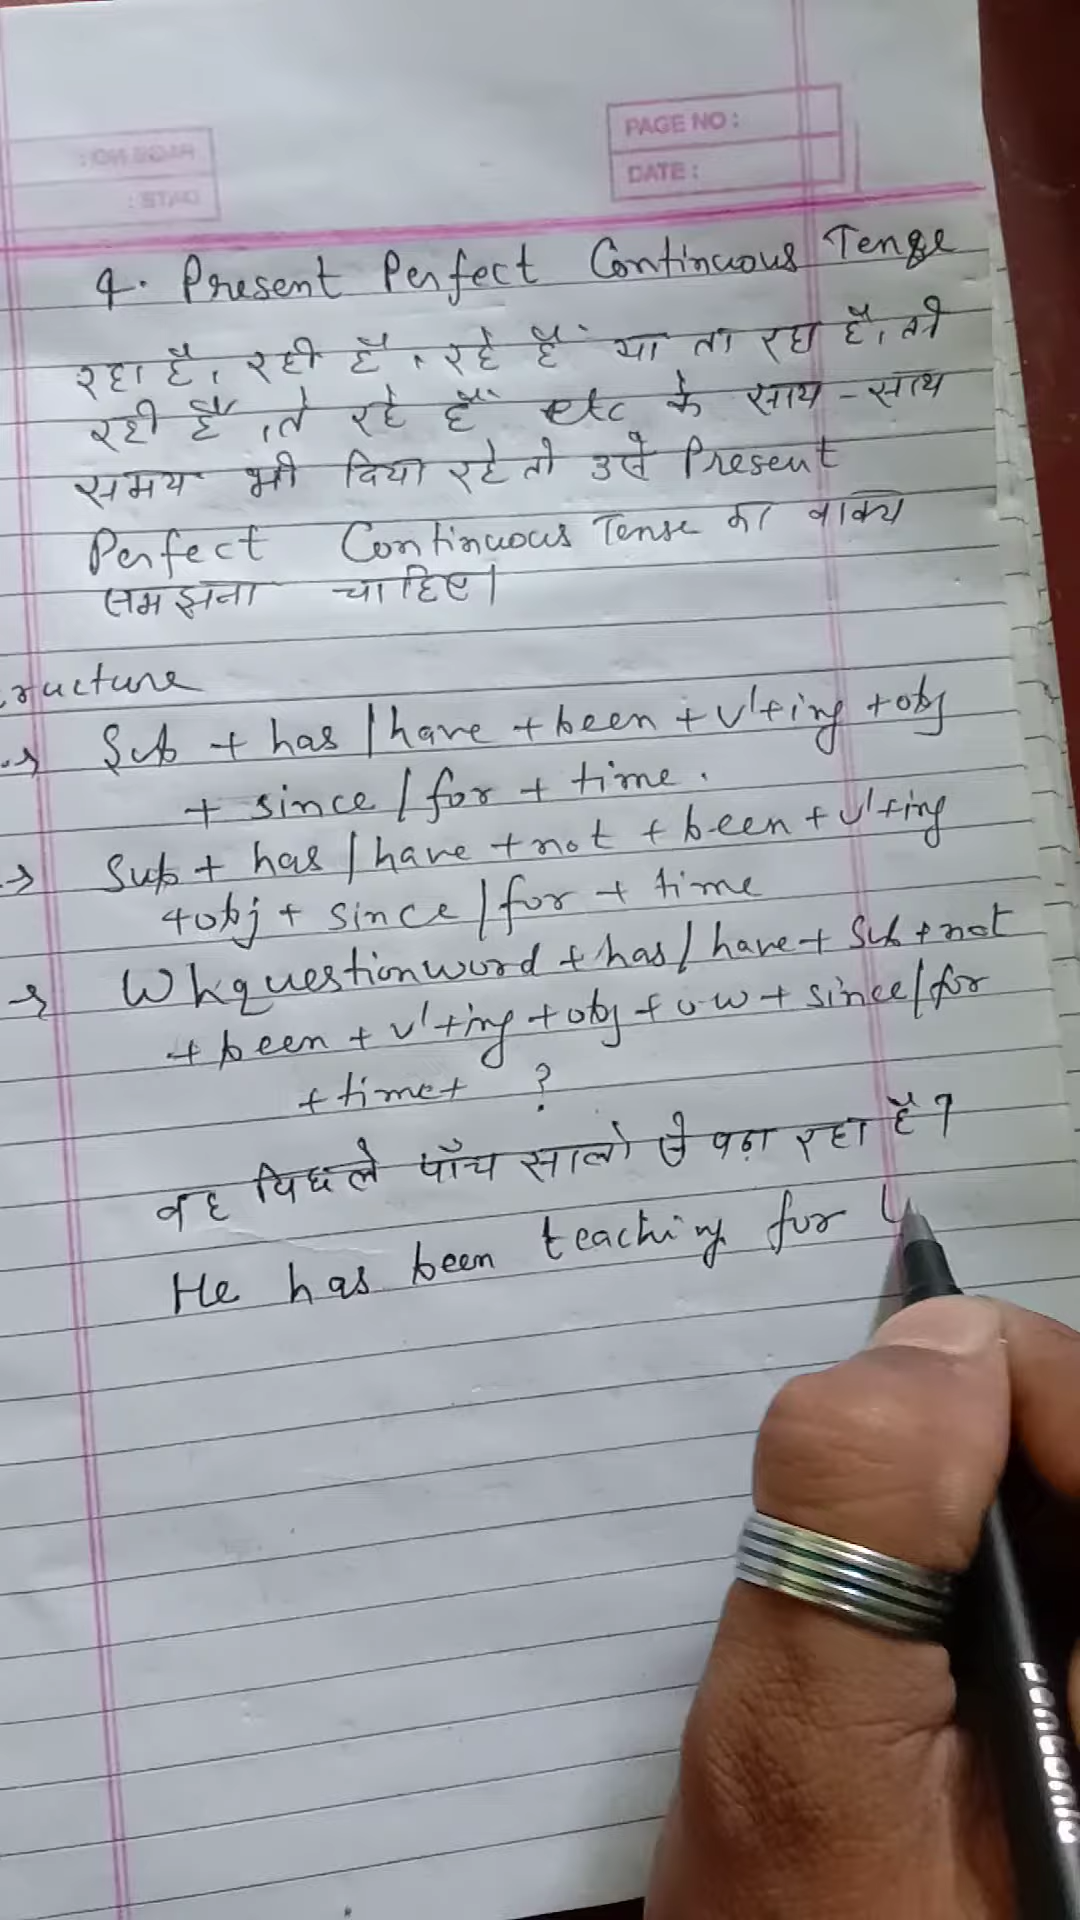 PAGE NO :
DATE :
4. Present Perfect Continuous Tense
रहा है, रही है, रहे हैं या ता रहा है, ती
रही है, ते रहे हैं etc के साथ - साथ
समय भी दिया रहे तो उसे Present
Perfect Continuous Tense का वाक्य
समझना चाहिए।
ructure
→ Sub + has / have + been + v'+ing + obj
+ since / for + time.
→ Sub + has / have + not + been + v'+ing
+obj + since / for + time
→ Wh question word + has / have + Sub + not
+ been + v'+ing + obj + o.w + since / for
+ time+ ?
वह पिछले पाँच सालो से पढ़ा रहा है ।
He has been teaching for